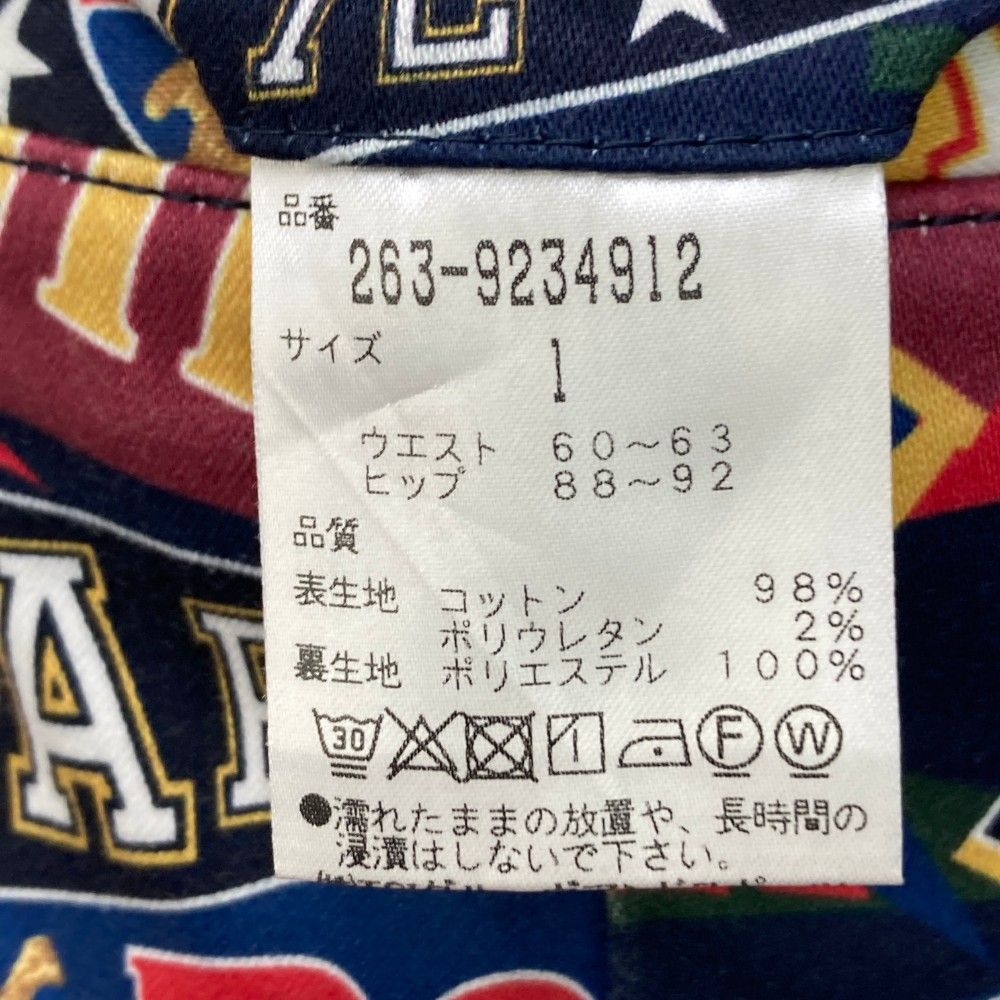 品番
263-9234912
サイズ 1
ウエスト 60~63
ヒップ 88~92
品質
表生地 コットン 98%
ポリウレタン 2%
裏生地 ポリエステル 100%
30 F W
●濡れたままの放置や、長時間の
浸漬はしないで下さい。